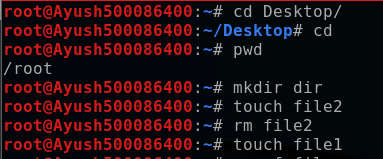 root@Ayush500086400:~# cd Desktop/
root@Ayush500086400:~/Desktop# cd
root@Ayush500086400:~# pwd
/root
root@Ayush500086400:~# mkdir dir
root@Ayush500086400:~# touch file2
root@Ayush500086400:~# rm file2
root@Ayush500086400:~# touch file1